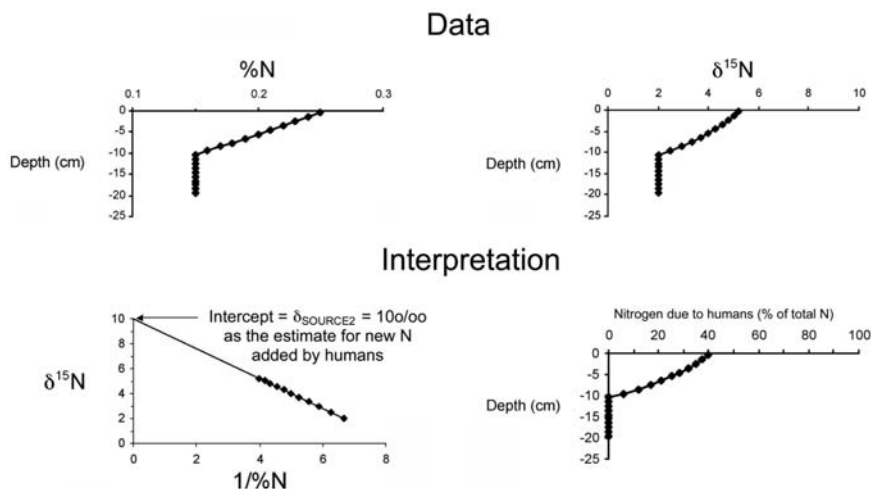 Data
%N
0.1 0.2 0.3
0
-5
-10
-15
-20
-25
Depth (cm)
δ¹⁵N
0 2 4 6 8 10
0
-5
-10
-15
-20
-25
Depth (cm)
Interpretation
Intercept = δSOURCE2 = 10o/oo
as the estimate for new N
added by humans
10
8
6
4
2
0
δ¹⁵N
0 2 4 6 8
1/%N
Nitrogen due to humans (% of total N)
0 20 40 60 80 100
0
-5
-10
-15
-20
-25
Depth (cm)